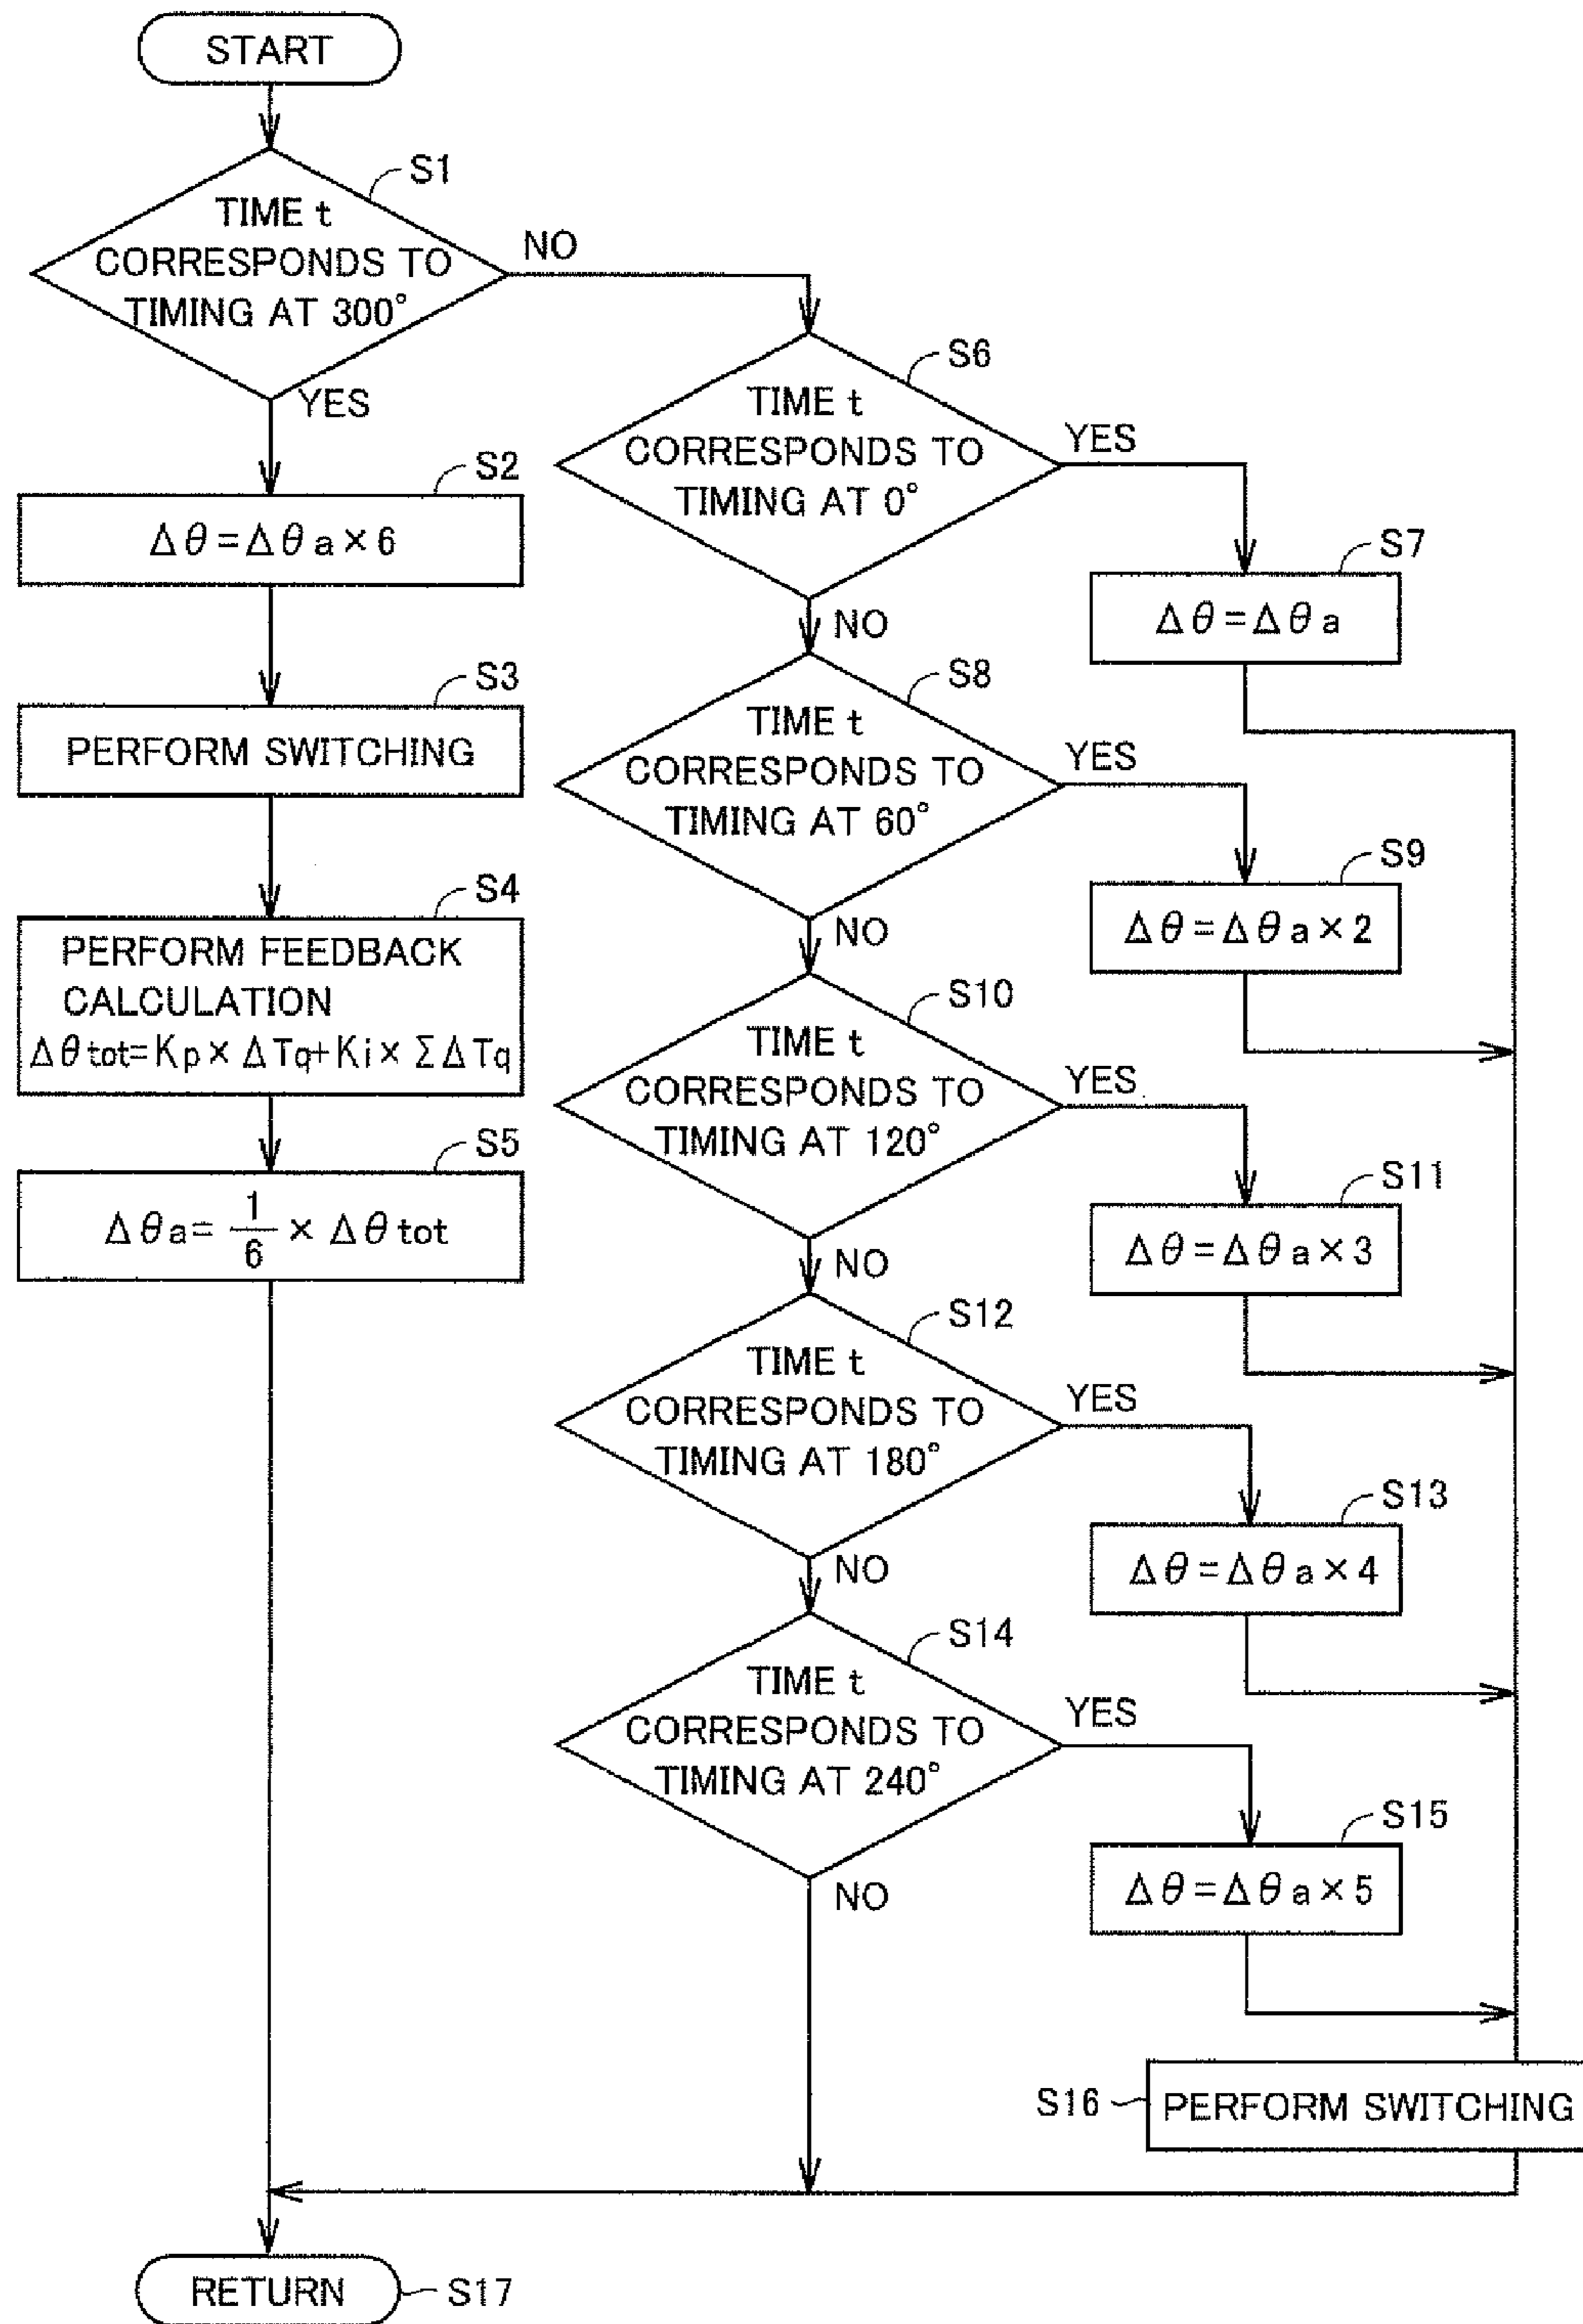 START
S1
TIME t
CORRESPONDS TO
TIMING AT 300°
NO
YES
S2
Δθ=Δθa×6
S3
PERFORM SWITCHING
S4
PERFORM FEEDBACK
CALCULATION
Δθtot=Kp×ΔTq+Ki×ΣΔTq
S5
Δθa=1/6×Δθtot
S6
TIME t
CORRESPONDS TO
TIMING AT 0°
YES
NO
S7
Δθ=Δθa
S8
TIME t
CORRESPONDS TO
TIMING AT 60°
YES
NO
S9
Δθ=Δθa×2
S10
TIME t
CORRESPONDS TO
TIMING AT 120°
YES
NO
S11
Δθ=Δθa×3
S12
TIME t
CORRESPONDS TO
TIMING AT 180°
YES
NO
S13
Δθ=Δθa×4
S14
TIME t
CORRESPONDS TO
TIMING AT 240°
YES
NO
S15
Δθ=Δθa×5
S16
PERFORM SWITCHING
RETURN
S17